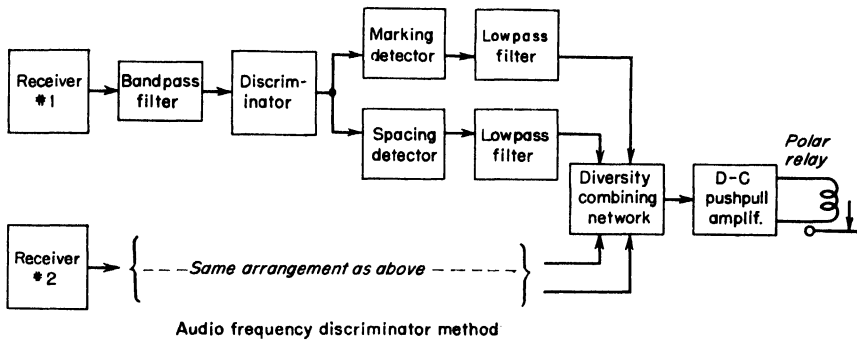 Receiver
#1
Bandpass
filter
Discrim-
inator
Marking
detector
Lowpass
filter
Spacing
detector
Lowpass
filter
Diversity
combining
network
D-C
pushpull
amplif.
Polar
relay
Receiver
#2
Same arrangement as above
Audio frequency discriminator method